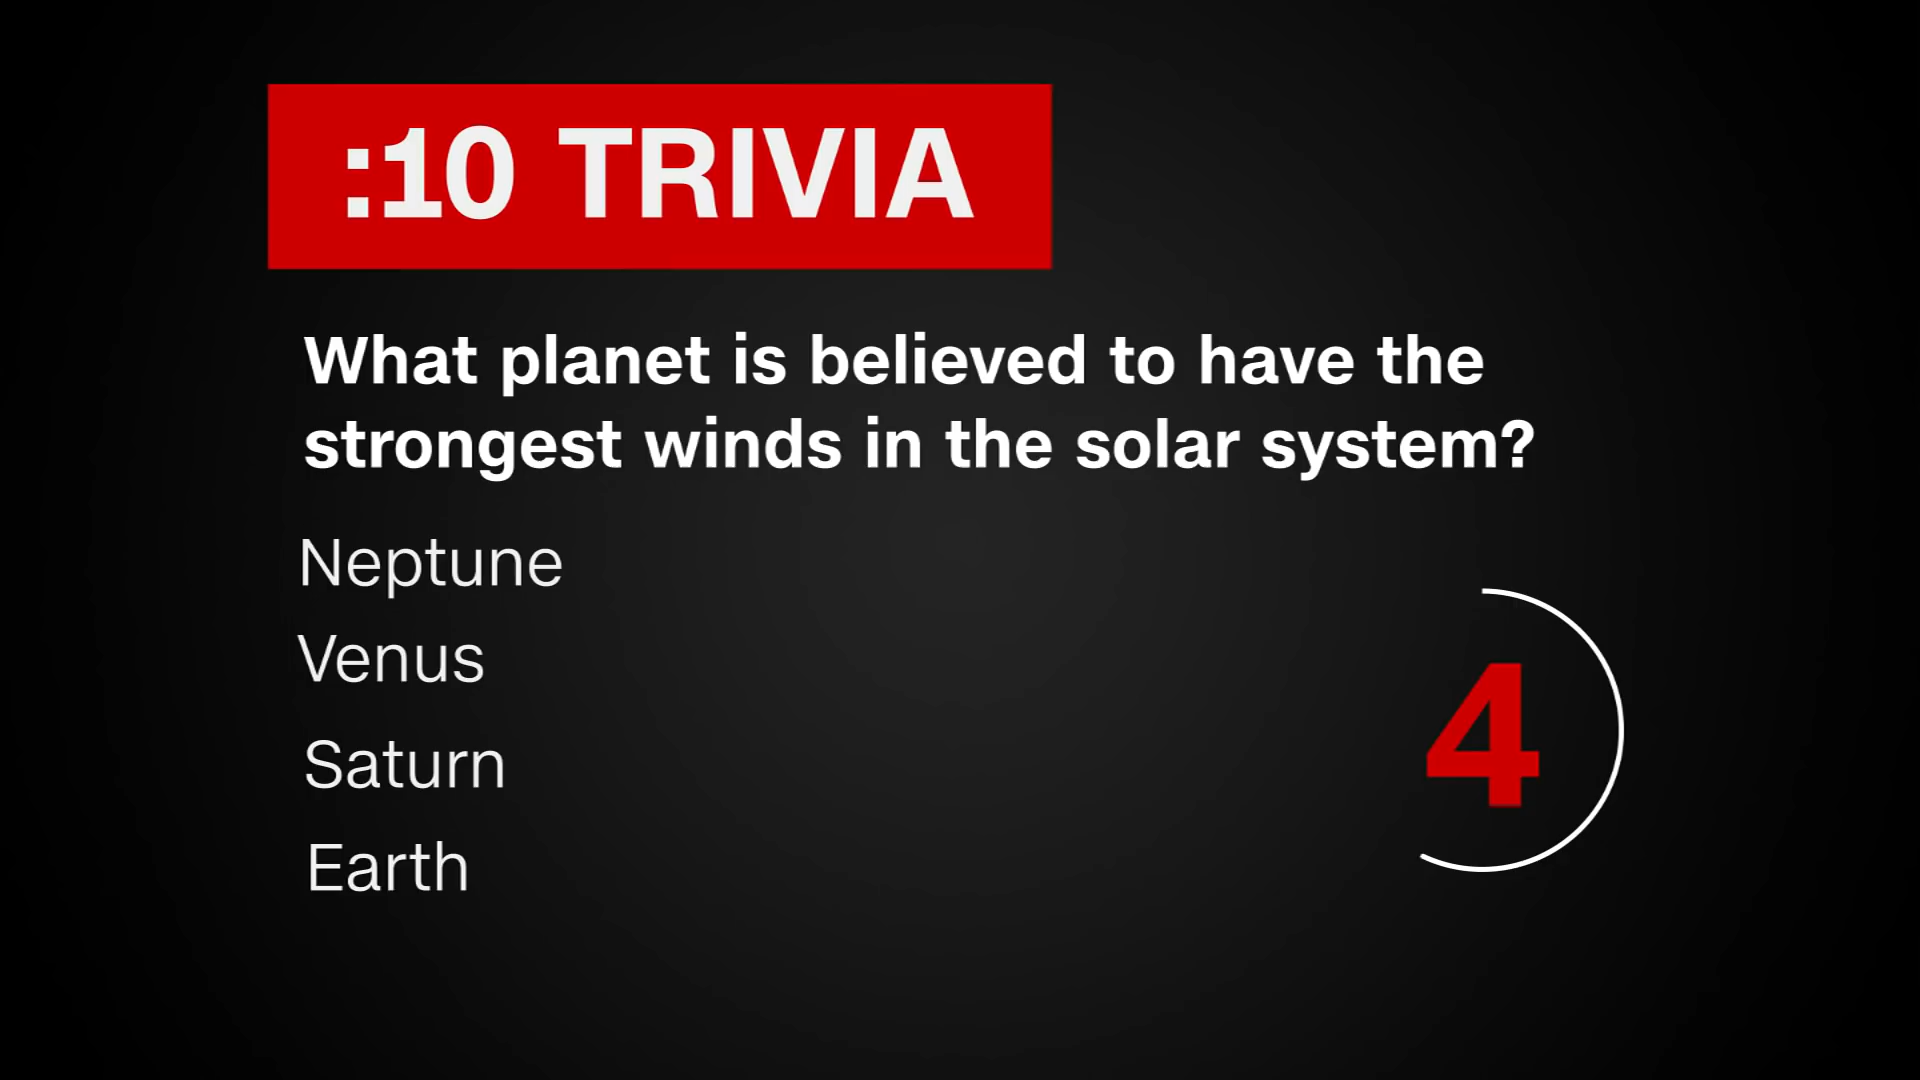 :10 TRIVIA
What planet is believed to have the
strongest winds in the solar system?
Neptune
Venus
Saturn
Earth
4